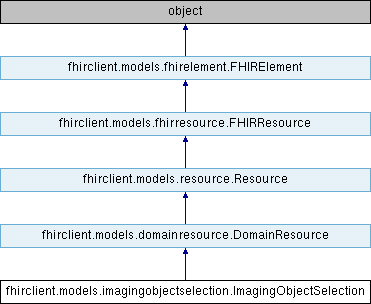 object
fhirclient.models.fhirelement.FHIRElement
fhirclient.models.fhirresource.FHIRResource
fhirclient.models.resource.Resource
fhirclient.models.domainresource.DomainResource
fhirclient.models.imagingobjectselection.ImagingObjectSelection